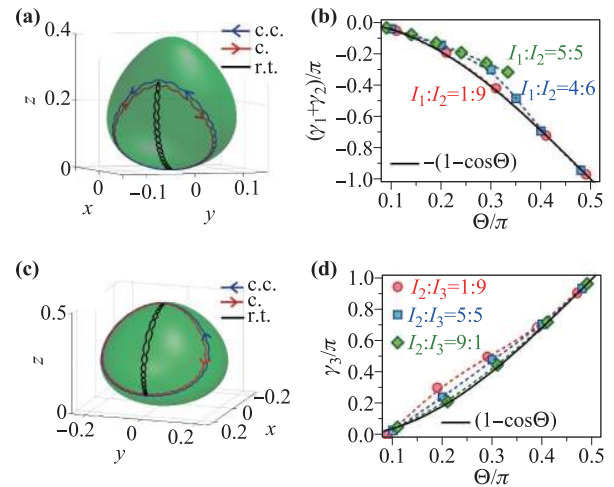 (a)
c.c.
c.
r.t.
z
0.4
0.2
0
x
0
-0.1
0
0.1
y
(b)
(γ₁+γ₂)/π
0.0
-0.2
-0.4
-0.6
-0.8
-1.0
I₁:I₂=5:5
I₁:I₂=1:9
I₁:I₂=4:6
-(1-cosΘ)
0.1 0.2 0.3 0.4 0.5
Θ/π
(c)
c.c.
c.
r.t.
z
0.5
0
-0.2
0
0.2
y
-0.2
0
0.2
x
(d)
γ₃/π
1.0
0.8
0.6
0.4
0.2
0.0
I₂:I₃=1:9
I₂:I₃=5:5
I₂:I₃=9:1
(1-cosΘ)
0.1 0.2 0.3 0.4 0.5
Θ/π